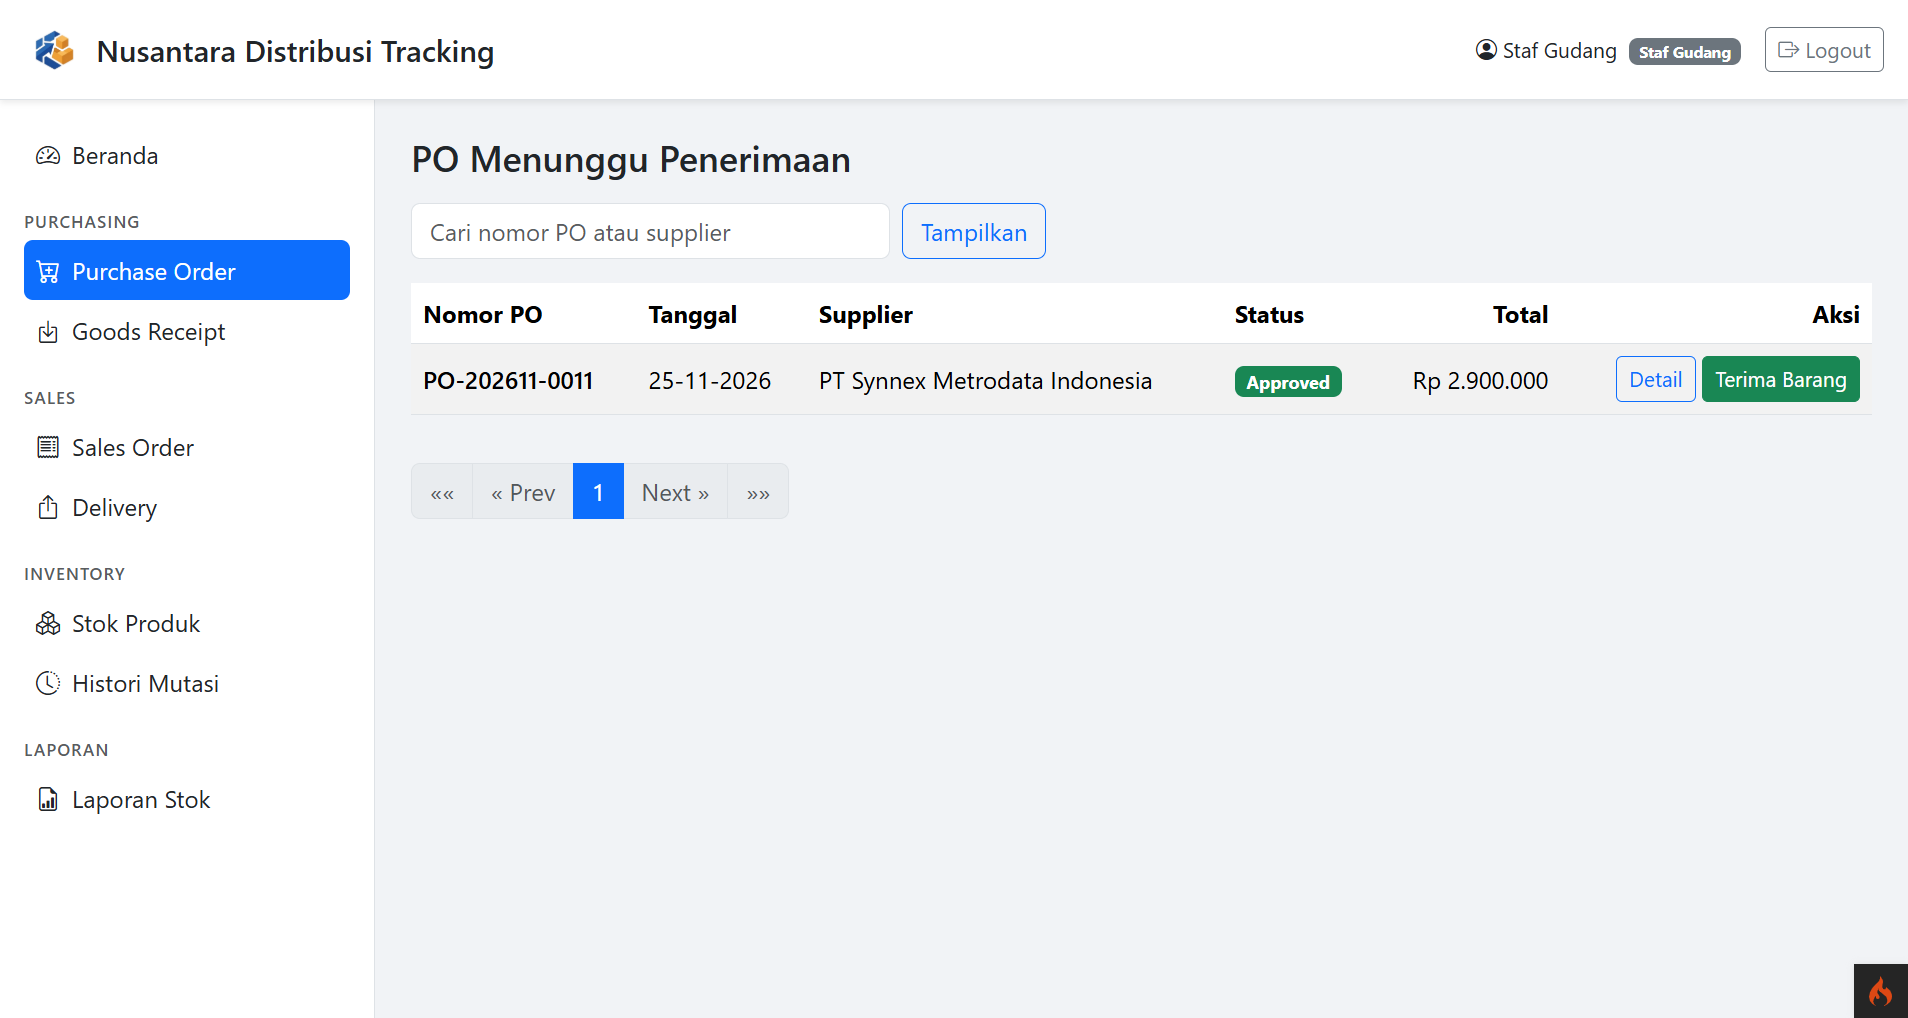 Nusantara Distribusi Tracking
Staf Gudang Staf Gudang Logout
Beranda
PURCHASING
Purchase Order
Goods Receipt
SALES
Sales Order
Delivery
INVENTORY
Stok Produk
Histori Mutasi
LAPORAN
Laporan Stok
PO Menunggu Penerimaan
Cari nomor PO atau supplier Tampilkan
Nomor PO Tanggal Supplier Status Total Aksi
PO-202611-0011 25-11-2026 PT Synnex Metrodata Indonesia Approved Rp 2.900.000 Detail Terima Barang
«« « Prev 1 Next » »»